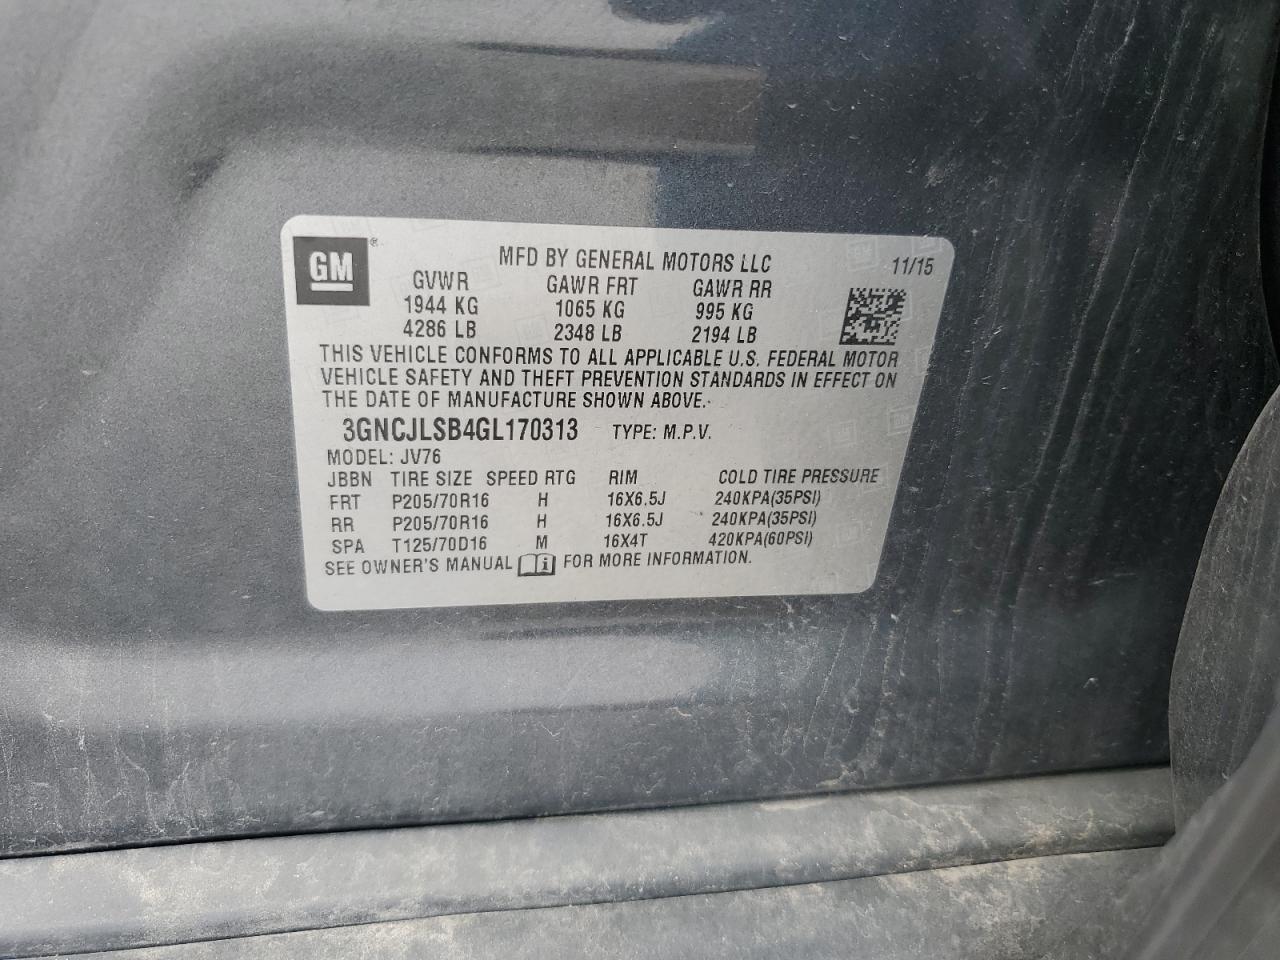 GM ®
MFD BY GENERAL MOTORS LLC 11/15
GVWR GAWR FRT GAWR RR
1944 KG 1065 KG 995 KG
4286 LB 2348 LB 2194 LB
THIS VEHICLE CONFORMS TO ALL APPLICABLE U.S. FEDERAL MOTOR
VEHICLE SAFETY AND THEFT PREVENTION STANDARDS IN EFFECT ON
THE DATE OF MANUFACTURE SHOWN ABOVE.
3GNCJLSB4GL170313 TYPE: M.P.V.
MODEL: JV76
JBBN TIRE SIZE SPEED RTG RIM COLD TIRE PRESSURE
FRT P205/70R16 H 16X6.5J 240KPA(35PSI)
RR P205/70R16 H 16X6.5J 240KPA(35PSI)
SPA T125/70D16 M 16X4T 420KPA(60PSI)
SEE OWNER'S MANUAL i FOR MORE INFORMATION.